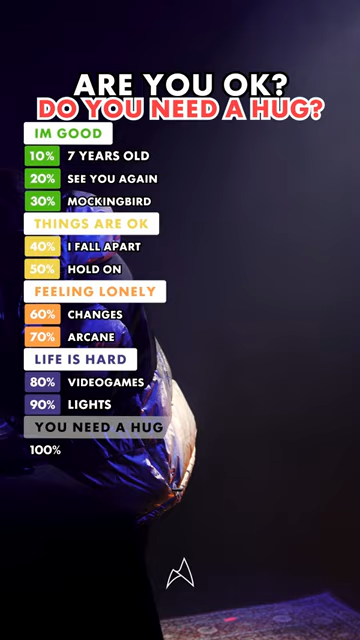 ARE YOU OK?
DO YOU NEED A HUG?
IM GOOD
10% 7 YEARS OLD
20% SEE YOU AGAIN
30% MOCKINGBIRD
THINGS ARE OK
40% I FALL APART
50% HOLD ON
FEELING LONELY
60% CHANGES
70% ARCANE
LIFE IS HARD
80% VIDEOGAMES
90% LIGHTS
YOU NEED A HUG
100%